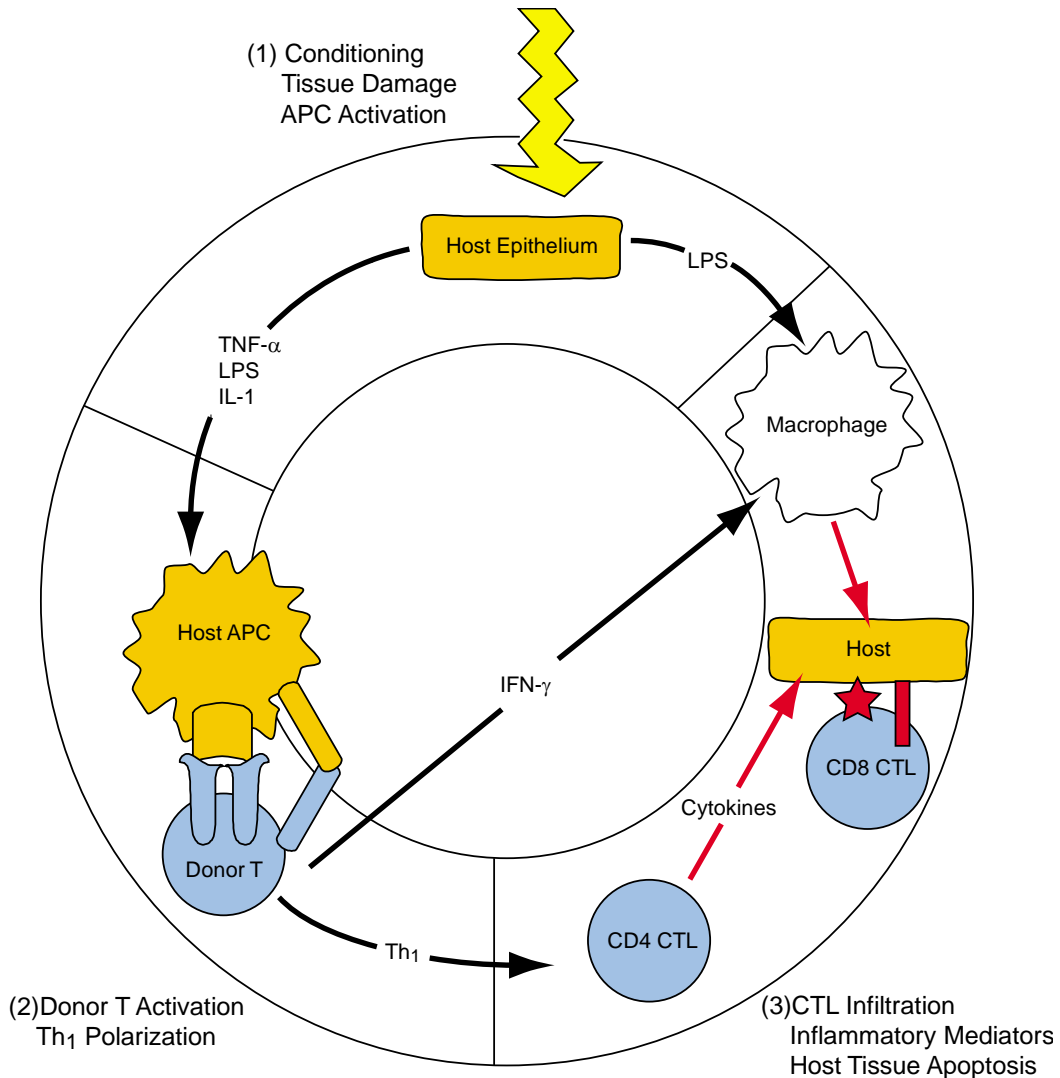 (1) Conditioning
Tissue Damage
APC Activation
Host Epithelium
LPS
TNF-α
LPS
IL-1
Macrophage
Host APC
Host
IFN-γ
CD8 CTL
Cytokines
Donor T
CD4 CTL
Th1
(2)Donor T Activation
Th1 Polarization
(3)CTL Infiltration
Inflammatory Mediators
Host Tissue Apoptosis